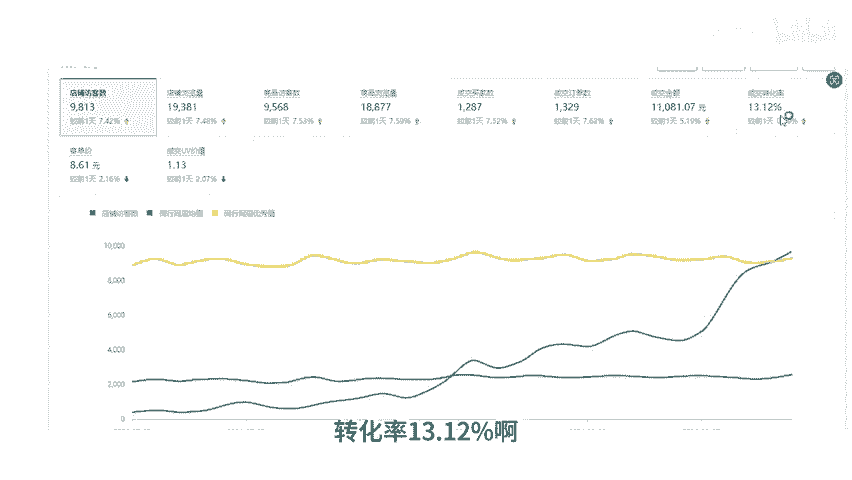 店铺访客数 店铺浏览量 商品访客数 商品浏览量 成交买家数 成交订单数 成交金额 成交转化率
9,813 19,381 9,568 18,877 1,287 1,329 11,081.07 元 13.12%
较前1天 7.42% 较前1天 7.48% 较前1天 7.53% 较前1天 7.59% 较前1天 7.52% 较前1天 7.63% 较前1天 5.19% 较前1天
客单价 成交UV价值
8.61 元 1.13
较前1天 2.16% 较前1天 2.07%
店铺访客数 同行同层均值 同行同层优秀值
10,000
8,000
6,000
4,000
2,000
0
转化率13.12%啊